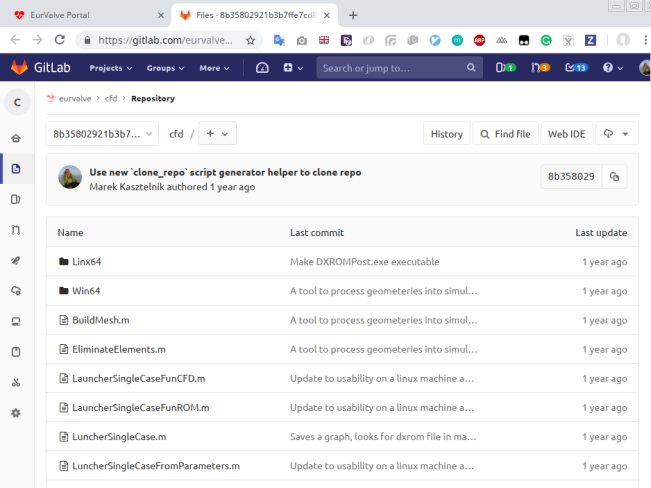 EurValve Portal
Files · 8b35802921b3b7ffe7cd
https://gitlab.com/eurvalve...
GitLab Projects Groups More Search or jump to... 1 3 13
C eurvalve > cfd > Repository
8b35802921b3b7... cfd / + History Find file Web IDE
Use new `clone_repo` script generator helper to clone repo
Marek Kasztelnik authored 1 year ago
8b358029
Name Last commit Last update
Linx64 Make DXROMPost.exe executable 1 year ago
Win64 A tool to process geometeries into simul... 1 year ago
BuildMesh.m A tool to process geometeries into simul... 1 year ago
EliminateElements.m A tool to process geometeries into simul... 1 year ago
LauncherSingleCaseFunCFD.m Update to usability on a linux machine a... 1 year ago
LauncherSingleCaseFunROM.m Update to usability on a linux machine a... 1 year ago
LuncherSingleCase.m Saves a graph, looks for dxrom file in ma... 1 year ago
LuncherSingleCaseFromParameters.m Update to usability on a linux machine a... 1 year ago